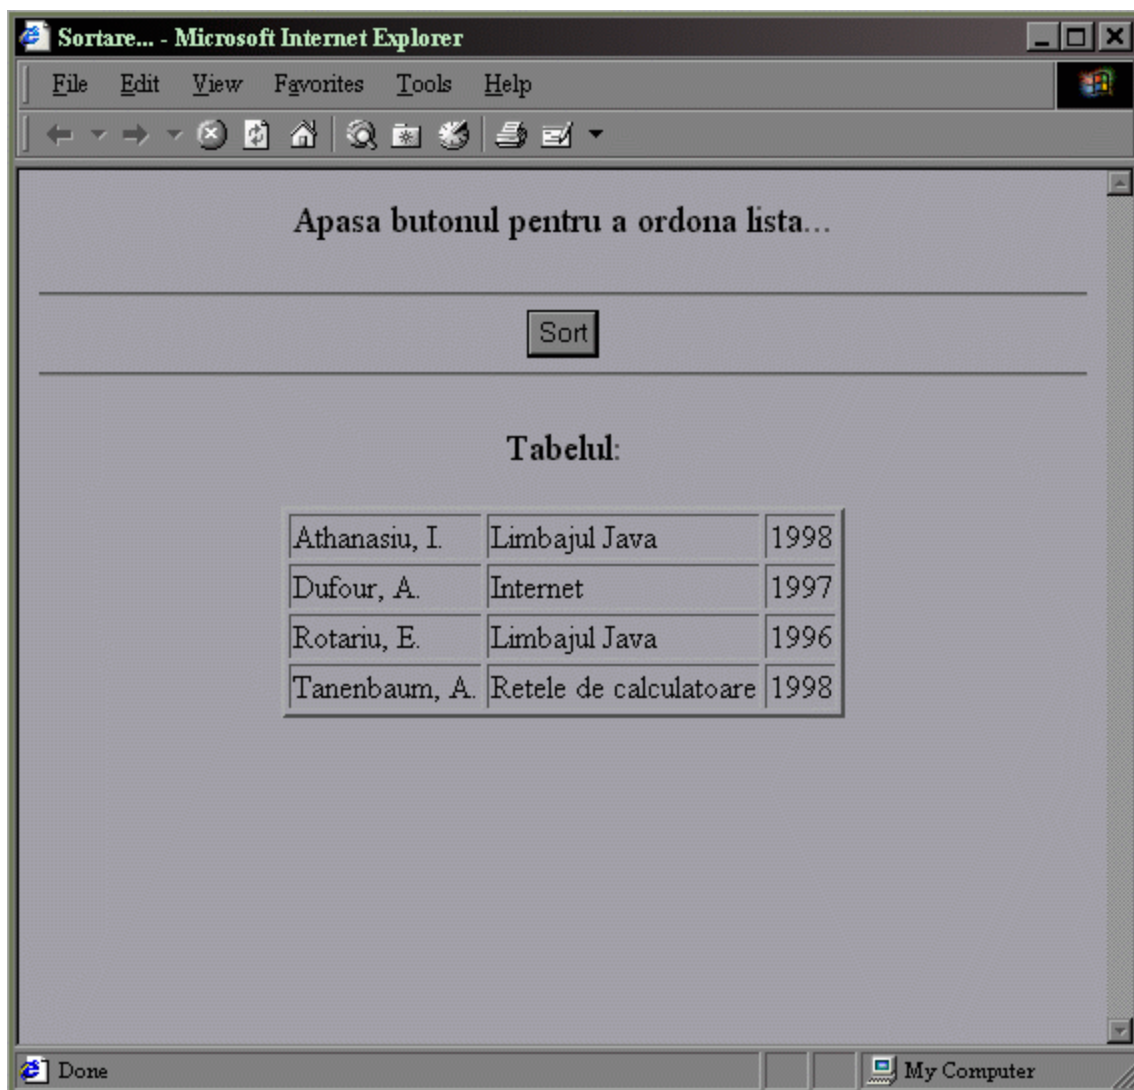 Sortare... - Microsoft Internet Explorer
File Edit View Favorites Tools Help
Apasa butonul pentru a ordona lista...
Sort
Tabelul:
Athanasiu, I. Limbajul Java 1998
Dufour, A. Internet 1997
Rotariu, E. Limbajul Java 1996
Tanenbaum, A. Retele de calculatoare 1998
Done My Computer